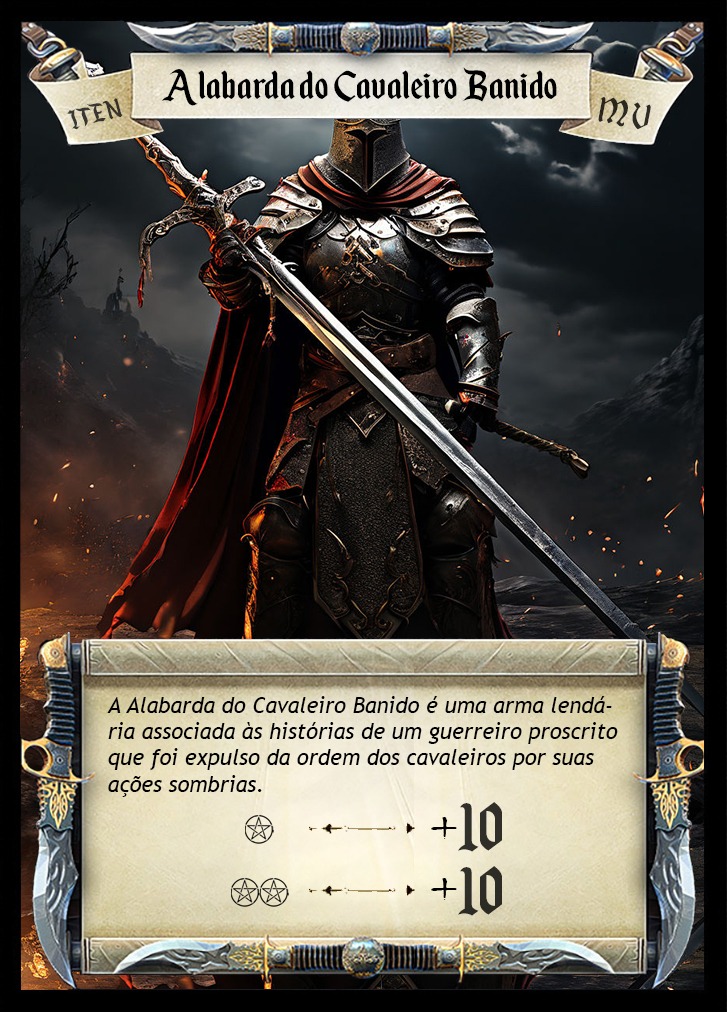 ITEN
Alabarda do Cavaleiro Banido
MU
A Alabarda do Cavaleiro Banido é uma arma lendá-
ria associada às histórias de um guerreiro proscrito
que foi expulso da ordem dos cavaleiros por suas
ações sombrias.
+10
+10